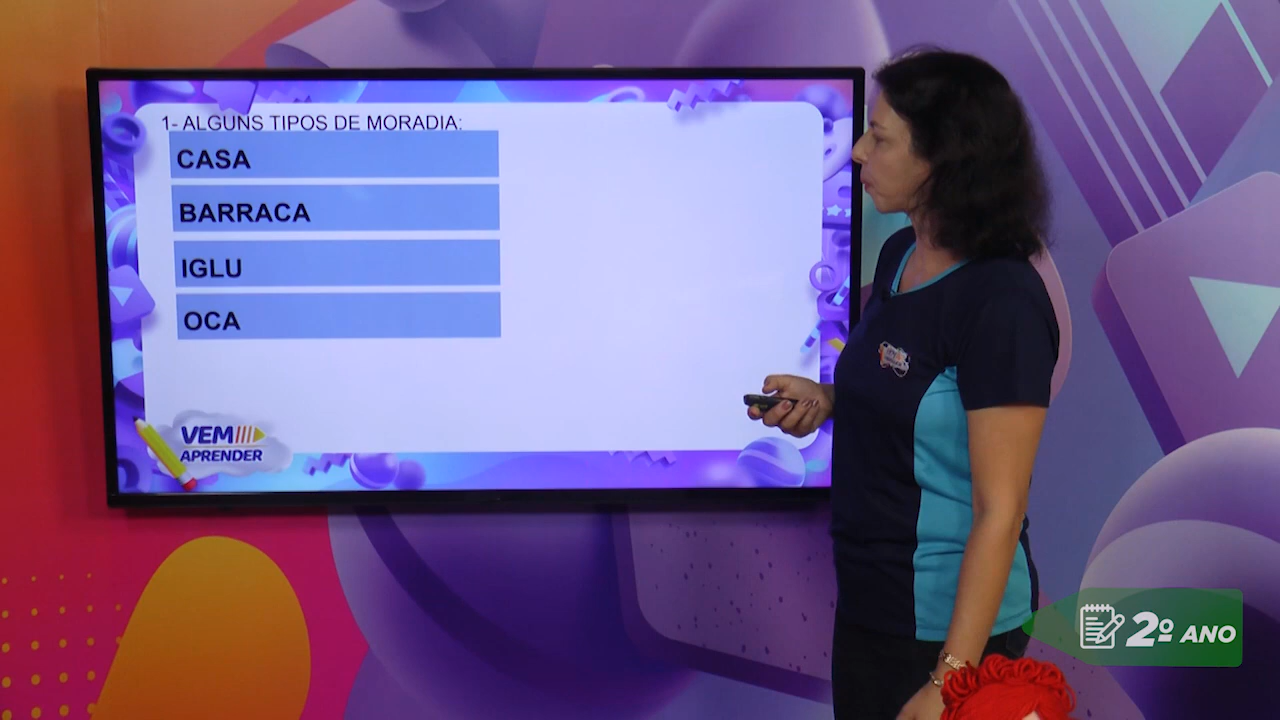 1- ALGUNS TIPOS DE MORADIA:
CASA
BARRACA
IGLU
OCA
VEM
APRENDER
2º ANO